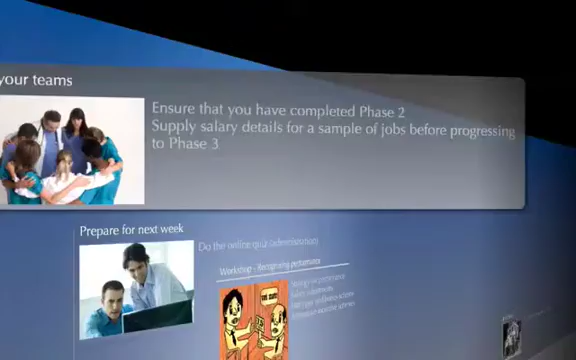 your teams
Ensure that you have completed Phase 2
Supply salary details for a sample of jobs before progressing
to Phase 3
Prepare for next week
Do the online quiz (administration)
Workshop - Recognising performance